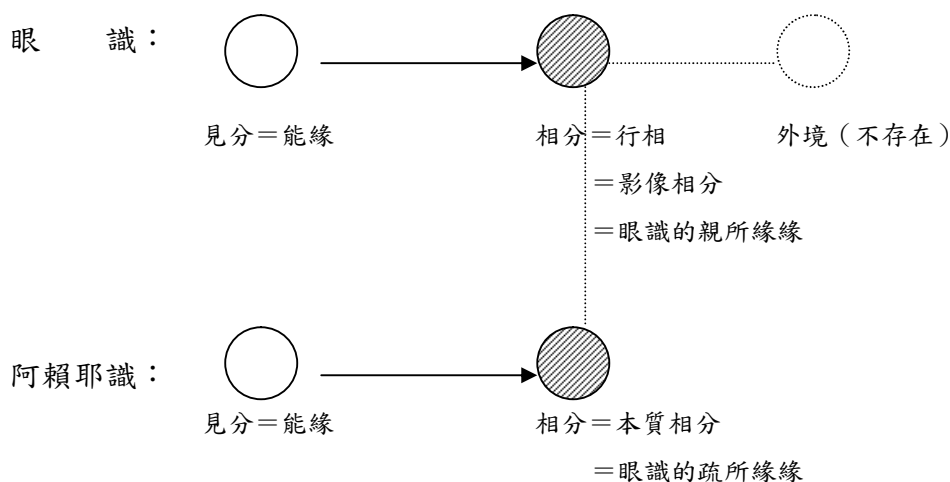 眼　　識：
見分＝能緣　相分＝行相　外境（不存在）
＝影像相分
＝眼識的親所緣緣
阿賴耶識：
見分＝能緣　相分＝本質相分
＝眼識的疏所緣緣